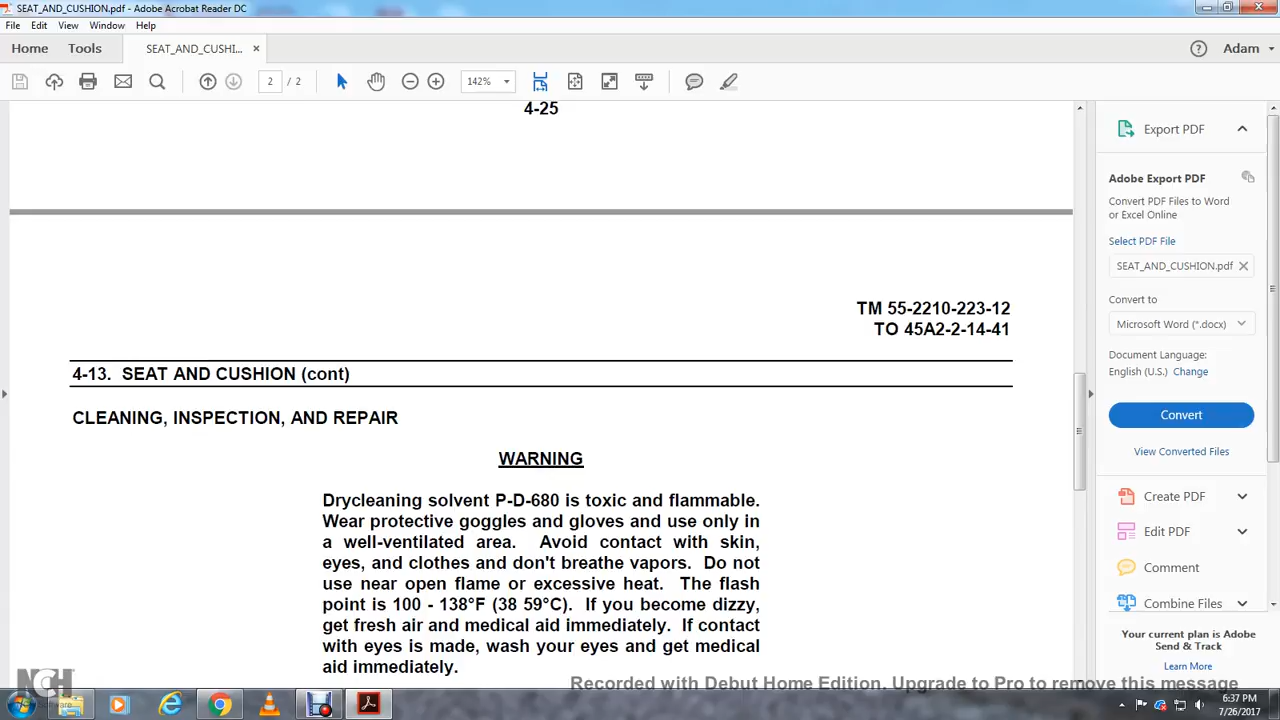 SEAT_AND_CUSHION.pdf - Adobe Acrobat Reader DC
File Edit View Window Help
Home Tools SEAT_AND_CUSHI... × Adam
2 / 2 142%
4-25
TM 55-2210-223-12
TO 45A2-2-14-41
4-13. SEAT AND CUSHION (cont)
CLEANING, INSPECTION, AND REPAIR
WARNING
Drycleaning solvent P-D-680 is toxic and flammable.
Wear protective goggles and gloves and use only in
a well-ventilated area. Avoid contact with skin,
eyes, and clothes and don't breathe vapors. Do not
use near open flame or excessive heat. The flash
point is 100 - 138°F (38 59°C). If you become dizzy,
get fresh air and medical aid immediately. If contact
with eyes is made, wash your eyes and get medical
aid immediately.
Export PDF
Adobe Export PDF
Convert PDF Files to Word
or Excel Online
Select PDF File
SEAT_AND_CUSHION.pdf
Convert to
Microsoft Word (*.docx)
Document Language:
English (U.S.) Change
Convert
View Converted Files
Create PDF
Edit PDF
Comment
Combine Files
Your current plan is Adobe
Send & Track
Learn More
NCH
Software
Recorded with Debut Home Edition. Upgrade to Pro to remove this message
6:37 PM
7/26/2017